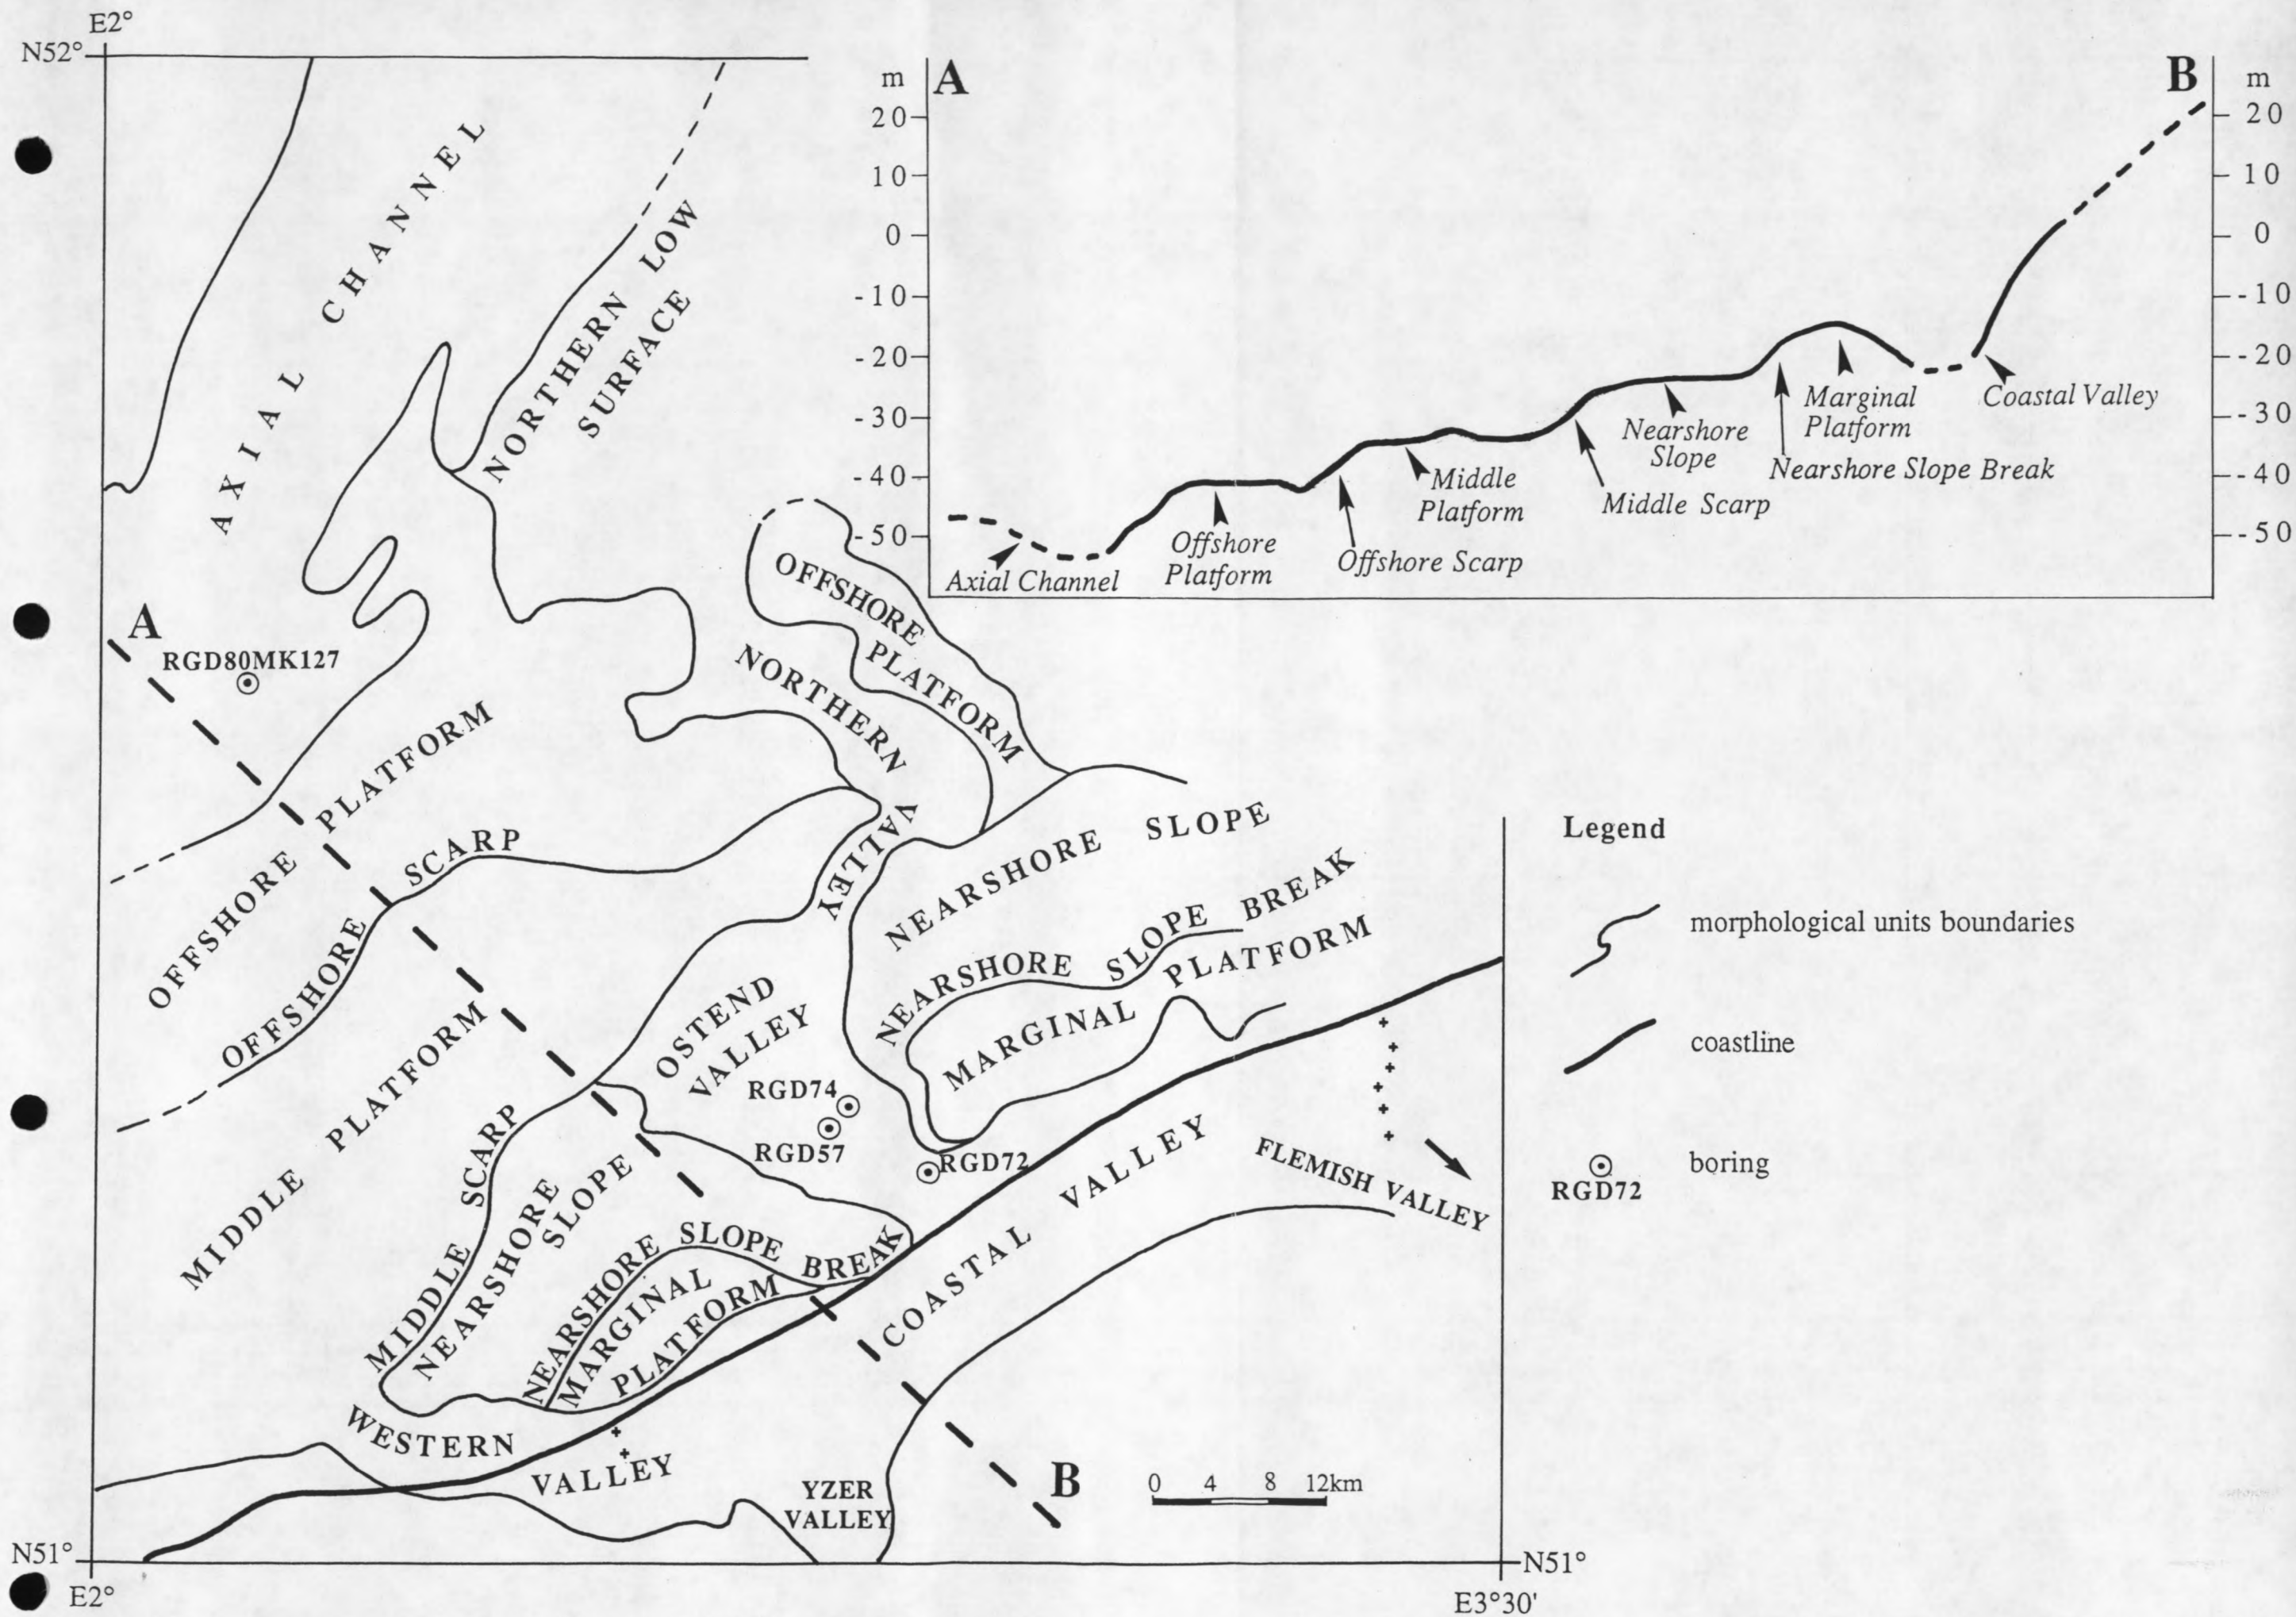 E2°
N52°
AXIAL CHANNEL
NORTHERN LOW
SURFACE
m
A
20
10
0
-10
-20
-30
-40
-50
B
m
20
10
0
-10
-20
-30
-40
-50
Axial Channel
Offshore
Platform
Offshore Scarp
Middle
Platform
Middle Scarp
Nearshore
Slope
Nearshore Slope Break
Marginal
Platform
Coastal Valley
OFFSHORE
PLATFORM
A
RGD80MK127
NORTHERN
VALLEY
OFFSHORE PLATFORM
OFFSHORE SCARP
NEARSHORE SLOPE
NEARSHORE SLOPE BREAK
MARGINAL PLATFORM
MIDDLE PLATFORM
OSTEND
VALLEY
RGD74
RGD57
RGD72
MIDDLE SCARP
NEARSHORE
SLOPE
NEARSHORE SLOPE BREAK
MARGINAL
PLATFORM
COASTAL VALLEY
FLEMISH VALLEY
WESTERN
VALLEY
YZER
VALLEY
B
0 4 8 12km
N51°
E2°
N51°
E3°30'
Legend
morphological units boundaries
coastline
boring
RGD72